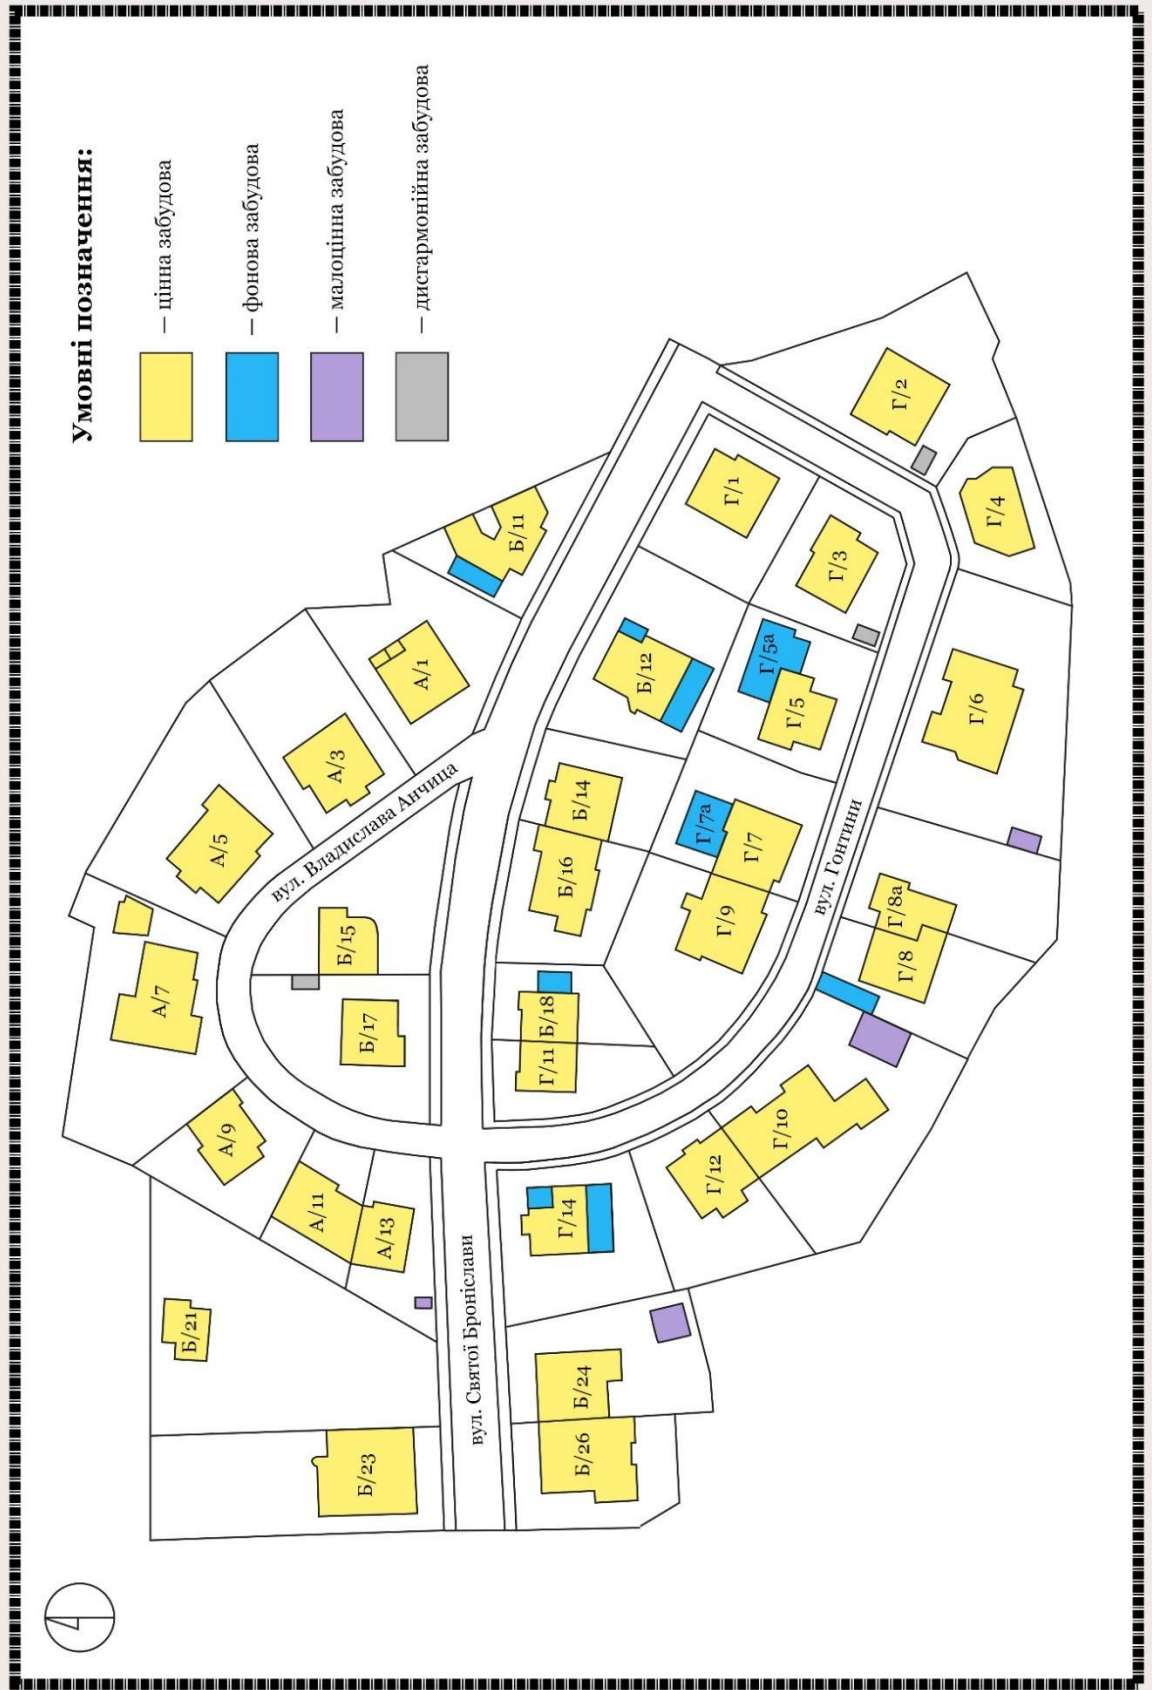 Умовні позначення:
— цінна забудова
— фонова забудова
— малоцінна забудова
— дисгармонійна забудова
Б/21
Б/23
А/9
А/11
А/13
А/7
А/5
А/3
А/1
Б/11
Б/17
Б/15
вул. Владислава Анчица
вул. Святої Броніслави
Б/26
Б/24
Г/14
Г/11
Б/18
Б/16
Б/14
Б/12
Г/1
Г/12
Г/10
Г/9
Г/7
Г/7а
Г/5
Г/5а
Г/3
вул. Гонтини
Г/8
Г/8а
Г/6
Г/4
Г/2